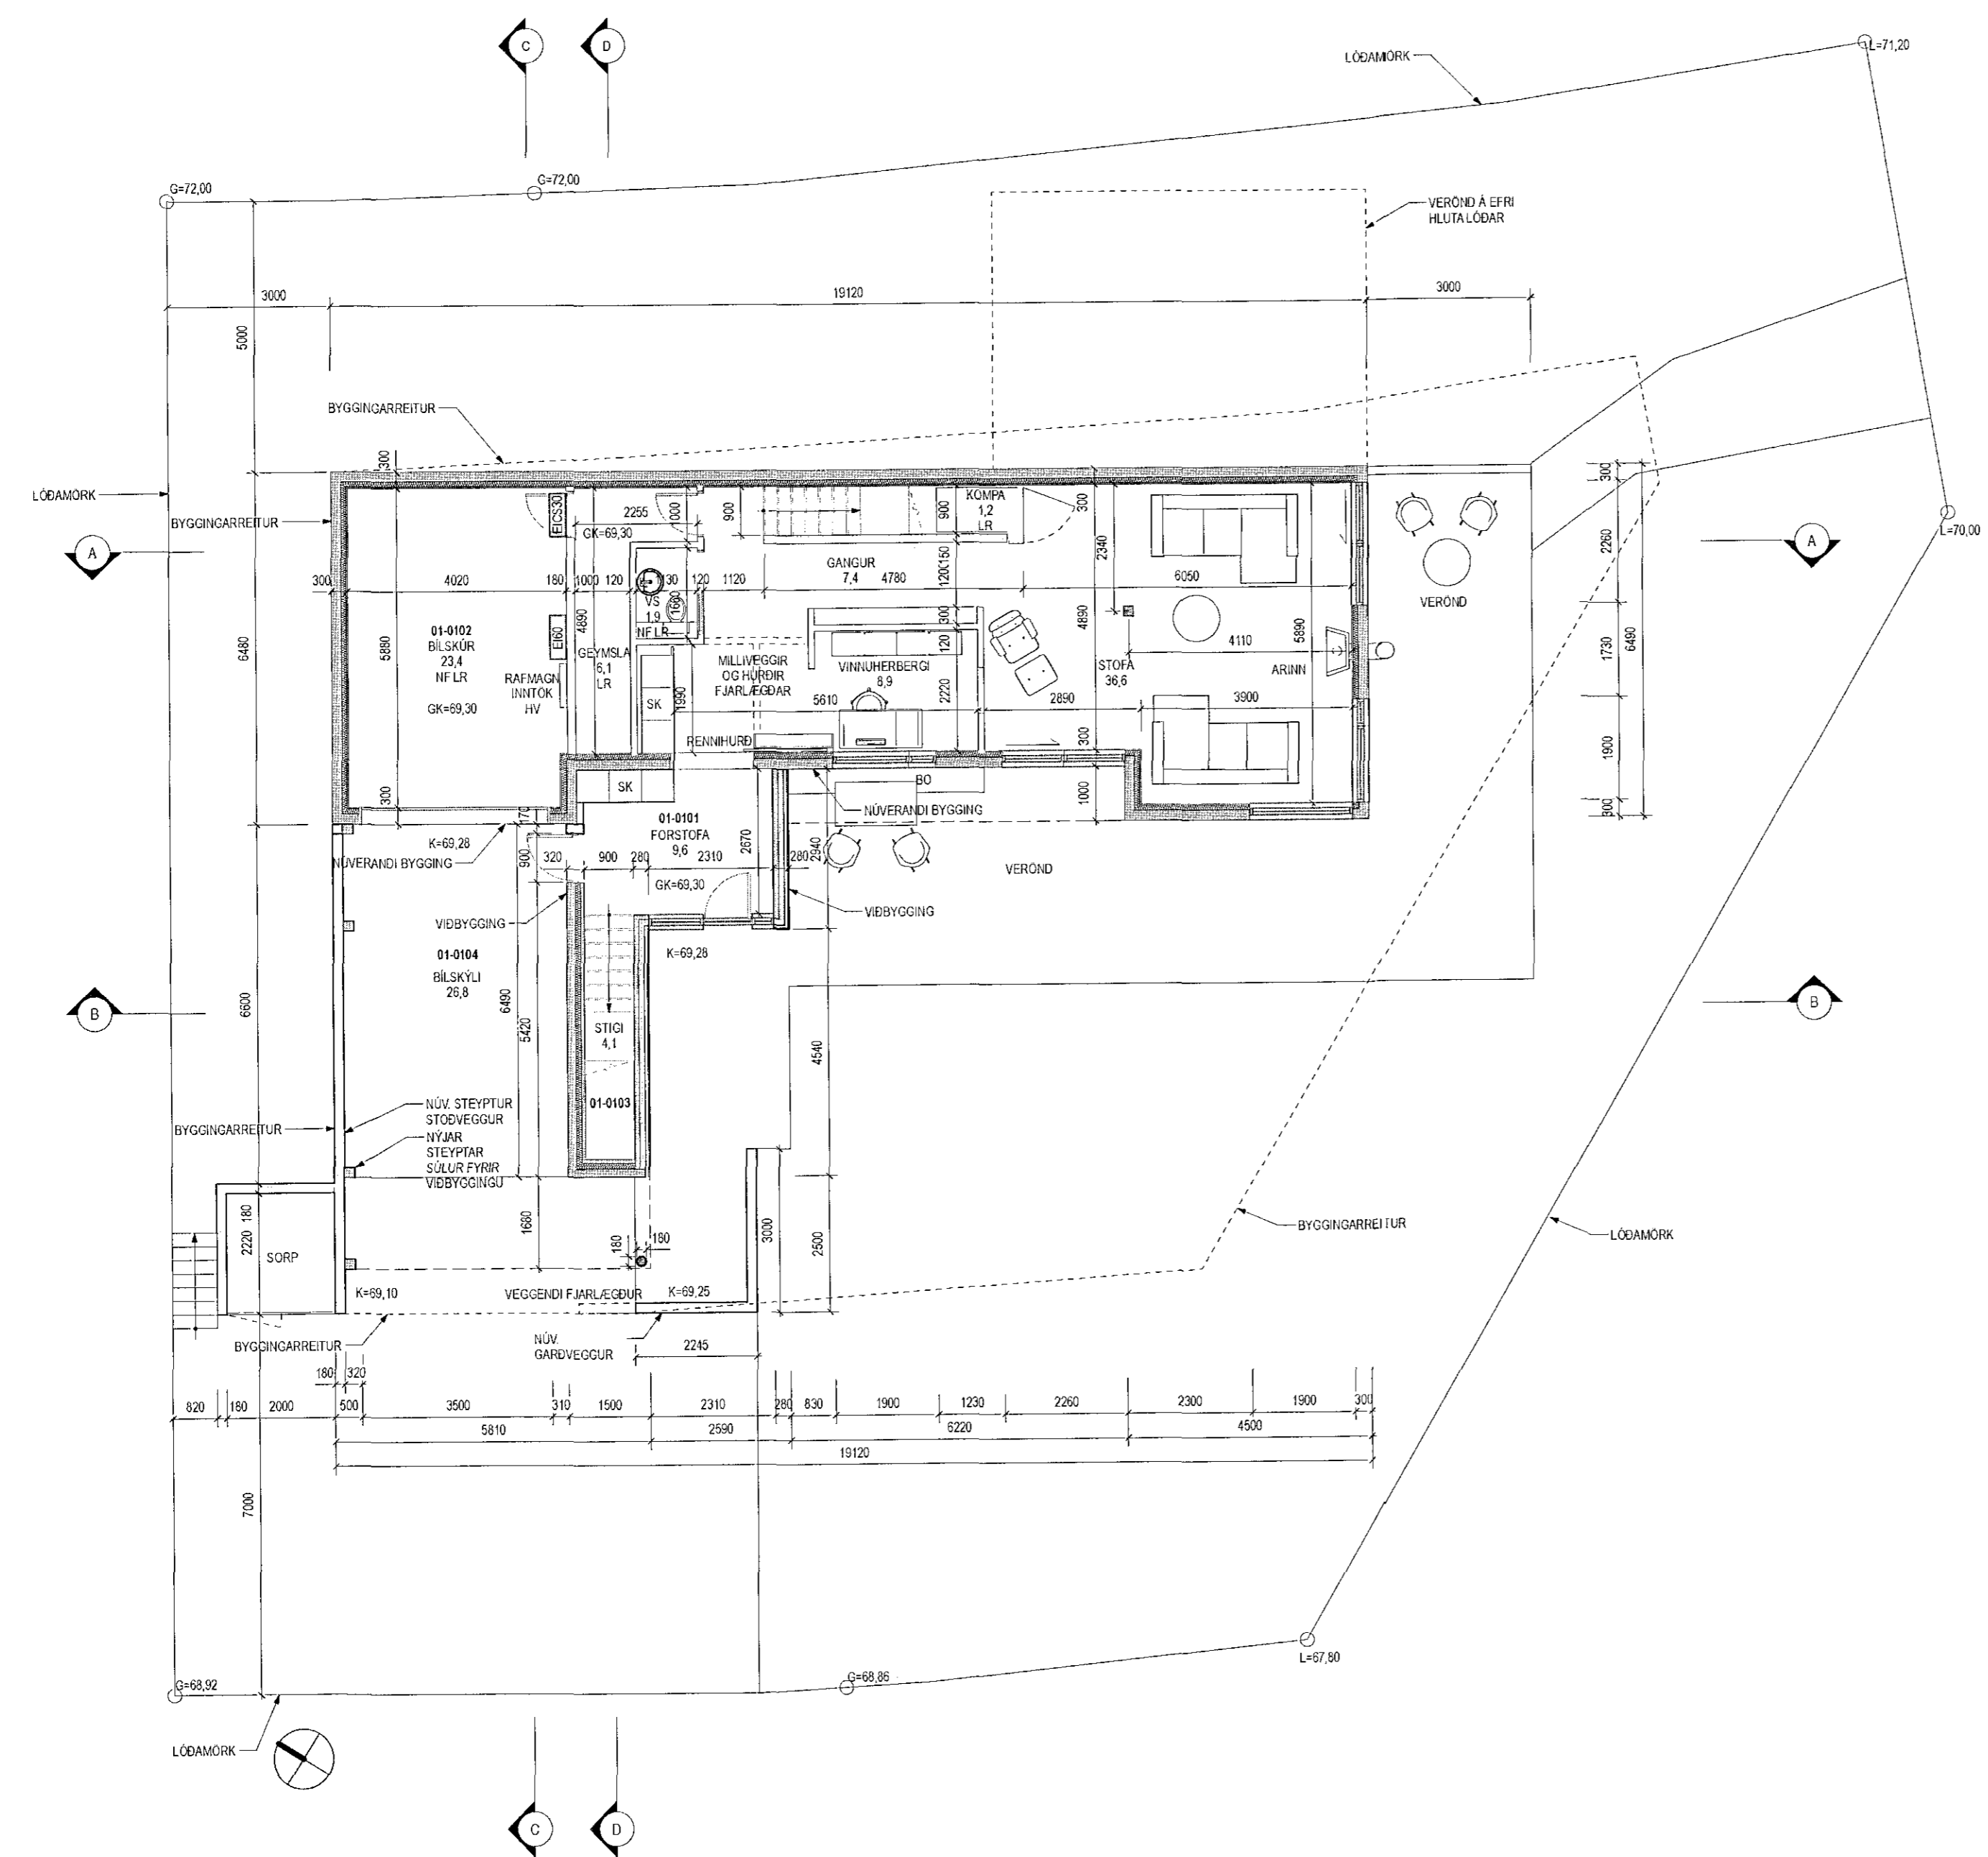 C
D
LÓÐAMÖRK
L=71,20
G=72,00
G=72,00
VERÖND Á EFRI
HLUTA LÓÐAR
3000
19120
3000
5000
BYGGINGARREITUR
LÓÐAMÖRK
BYGGINGARREITUR
A
A
L=70,00
300
EICS30
2255
1000
GK=69,30
900
KOMPA
1,2
LR
900
300
2340
300
2260
VERÖND
GANGUR
7,4
4780
1200
150
6050
300
4020
180
1000
120
1130
120
1120
VS
1,9
NF LR
1660
4890
300
120
4890
5890
4110
1730
6490
6480
01-0102
BÍLSKÚR
23,4
NF LR
GK=69,30
5880
EI60
GEYMSLA
6,1
LR
RAFMAGN
INNTÖK
HV
MILLIVEGGIR
OG HURÐIR
FJARLÆGÐAR
VINNUHERBERGI
8,9
2220
STOFA
36,6
ARINN
SK
1990
5610
2890
3900
1900
RENNIHURÐ
300
300
300
SK
BO
1000
NÚVERANDI BYGGING
01-0101
FORSTOFA
9,6
170
K=69,28
NÚVERANDI BYGGING
900
320
900
280
2310
2670
280
2940
GK=69,30
VERÖND
VIÐBYGGING
VIÐBYGGING
K=69,28
01-0104
BÍLSKÝLI
26,8
6490
5420
6600
B
B
STIGI
4,1
4540
01-0103
NÚV. STEYPTUR
STOÐVEGGUR
BYGGINGARREITUR
NÝJAR
STEYPTAR
SÚLUR FYRIR
VIÐBYGGINGU
180
2220
SORP
1680
180
180
3000
2500
BYGGINGARREITUR
LÓÐAMÖRK
K=69,10
VEGGENDI FJARLÆGÐUR
K=69,25
BYGGINGARREITUR
NÚV.
GARÐVEGGUR
2245
180
320
820
180
2000
500
3500
310
1500
2310
280
830
1900
1230
2260
2300
1900
300
5810
2590
6220
4500
19120
7000
L=67,80
G=68,92
G=68,86
LÓÐAMÖRK
C
D